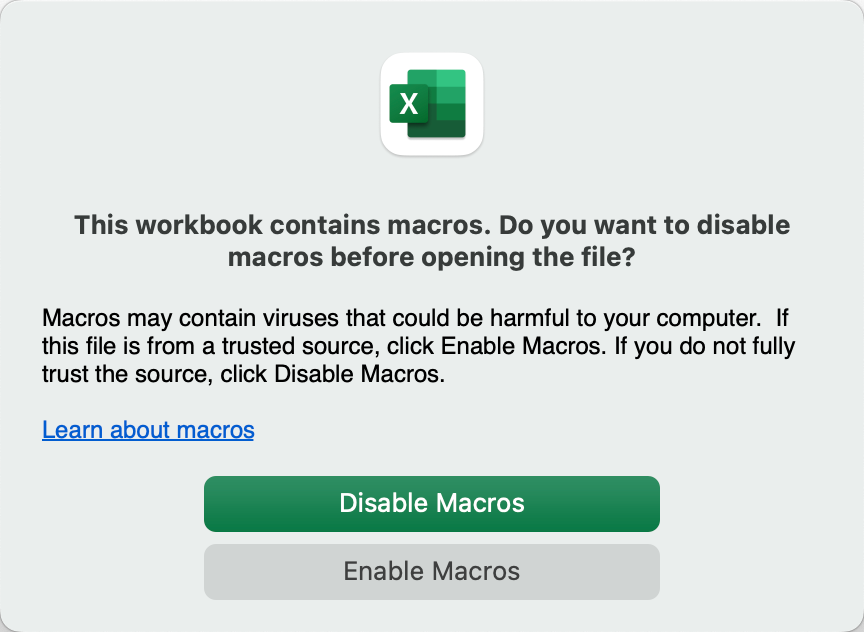 X
This workbook contains macros. Do you want to disable
macros before opening the file?
Macros may contain viruses that could be harmful to your computer.  If
this file is from a trusted source, click Enable Macros. If you do not fully
trust the source, click Disable Macros.
Learn about macros
Disable Macros
Enable Macros